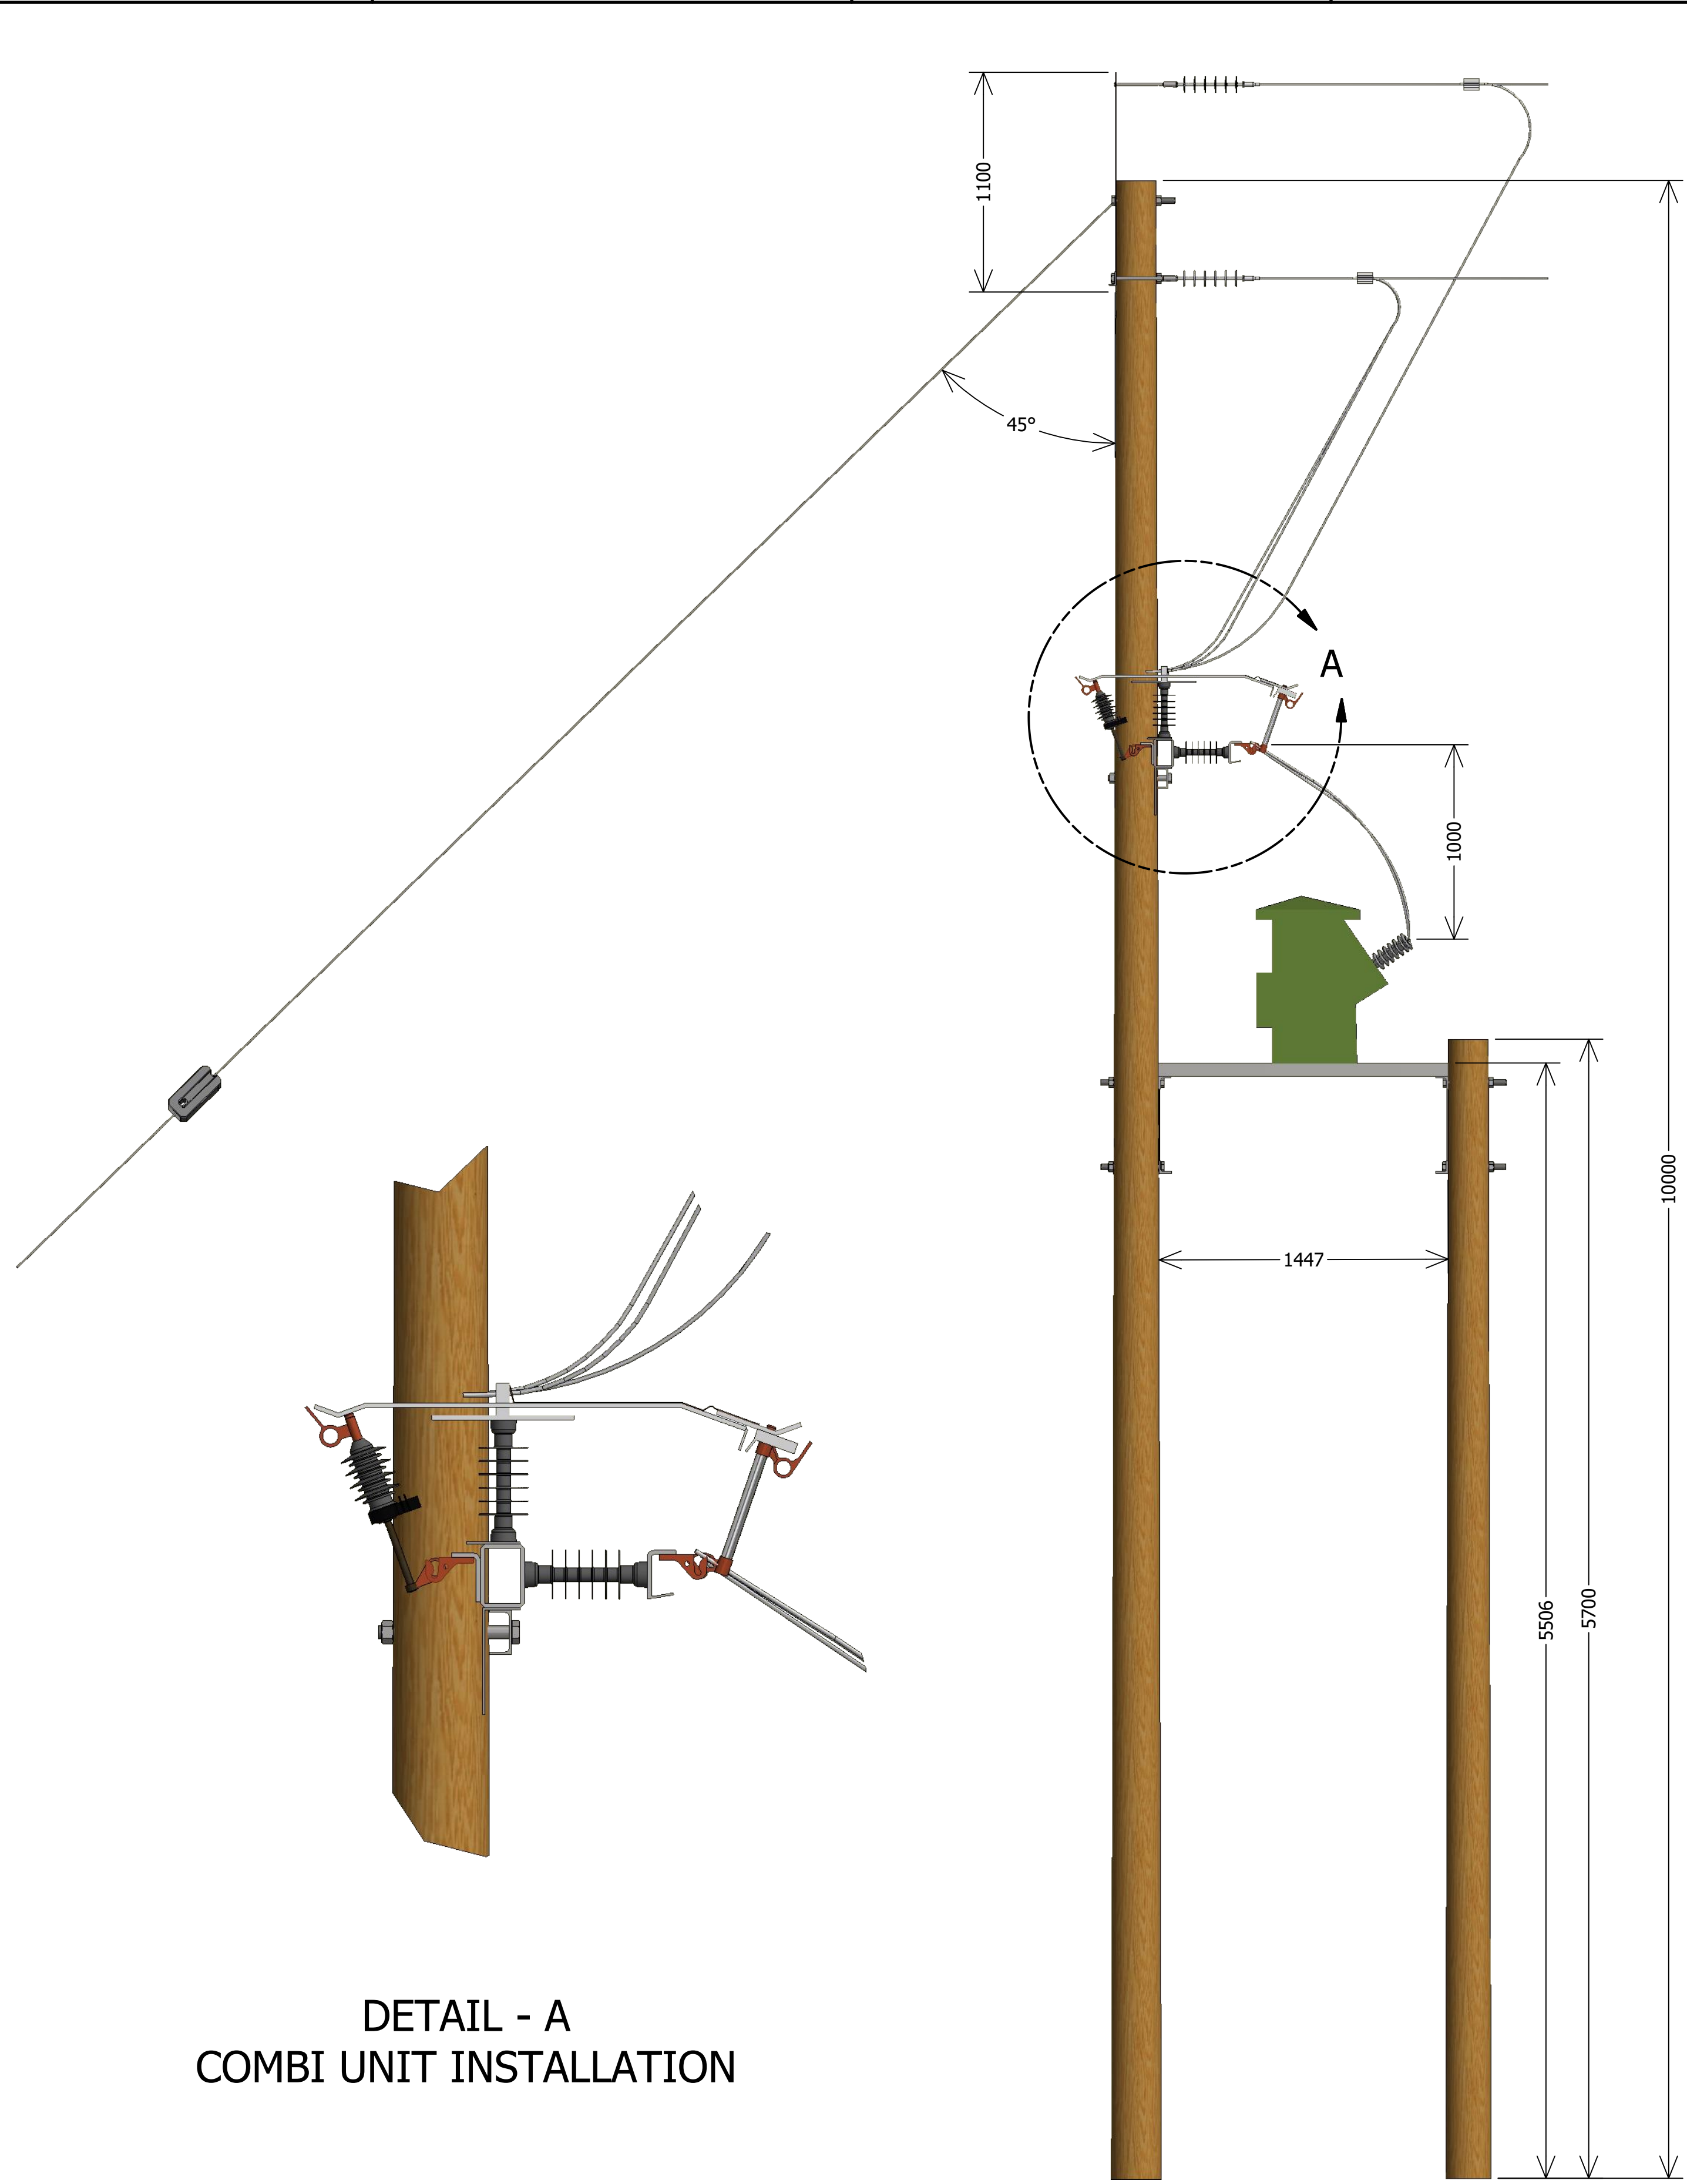 1100
45°
A
1000
10000
1447
5506
5700
DETAIL - A
COMBI UNIT INSTALLATION